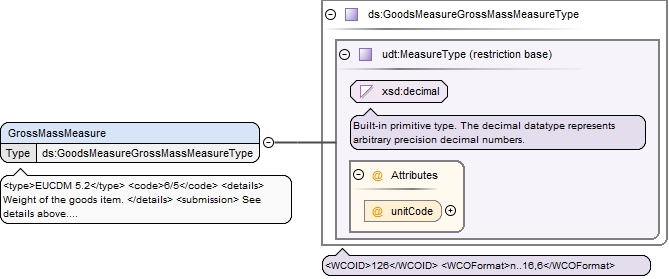 ds:GoodsMeasureGrossMassMeasureType
udt:MeasureType (restriction base)
xsd:decimal
Built-in primitive type. The decimal datatype represents
arbitrary precision decimal numbers.
GrossMassMeasure
Type ds:GoodsMeasureGrossMassMeasureType
<type>EUCDM 5.2</type> <code>6/5</code> <details>
Weight of the goods item. </details> <submission> See
details above....
@ Attributes
@ unitCode
<WCOID>126</WCOID> <WCOFormat>n..16,6</WCOFormat>